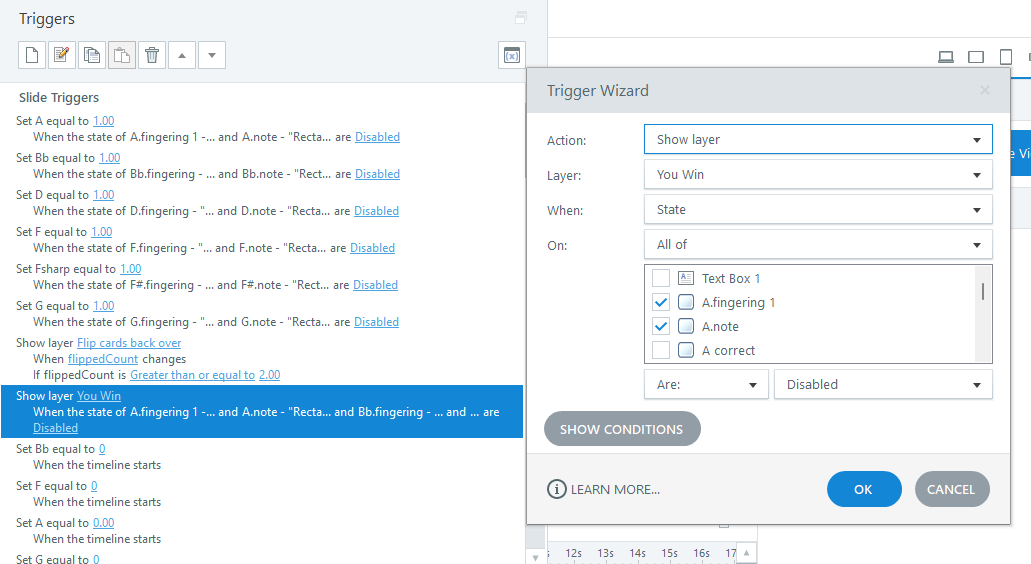 Triggers
Slide Triggers
Set A equal to 1.00
When the state of A.fingering 1 -... and A.note - "Recta... are Disabled
Set Bb equal to 1.00
When the state of Bb.fingering - ... and Bb.note - "Rect... are Disabled
Set D equal to 1.00
When the state of D.fingering - "... and D.note - "Recta... are Disabled
Set F equal to 1.00
When the state of F.fingering - "... and F.note - "Recta... are Disabled
Set Fsharp equal to 1.00
When the state of F#.fingering - ... and F#.note - "Rect... are Disabled
Set G equal to 1.00
When the state of G.fingering - "... and G.note - "Recta... are Disabled
Show layer Flip cards back over
When flippedCount changes
If flippedCount is Greater than or equal to 2.00
Show layer You Win
When the state of A.fingering 1 -... and A.note - "Recta... and Bb.fingering - ... and ... are
Disabled
Set Bb equal to 0
When the timeline starts
Set F equal to 0
When the timeline starts
Set A equal to 0.00
When the timeline starts
Set G equal to 0
Trigger Wizard
Action: Show layer
Layer: You Win
When: State
On: All of
Text Box 1
A.fingering 1
A.note
A correct
Are: Disabled
SHOW CONDITIONS
LEARN MORE...
OK
CANCEL
12s 13s 14s 15s 16s 17